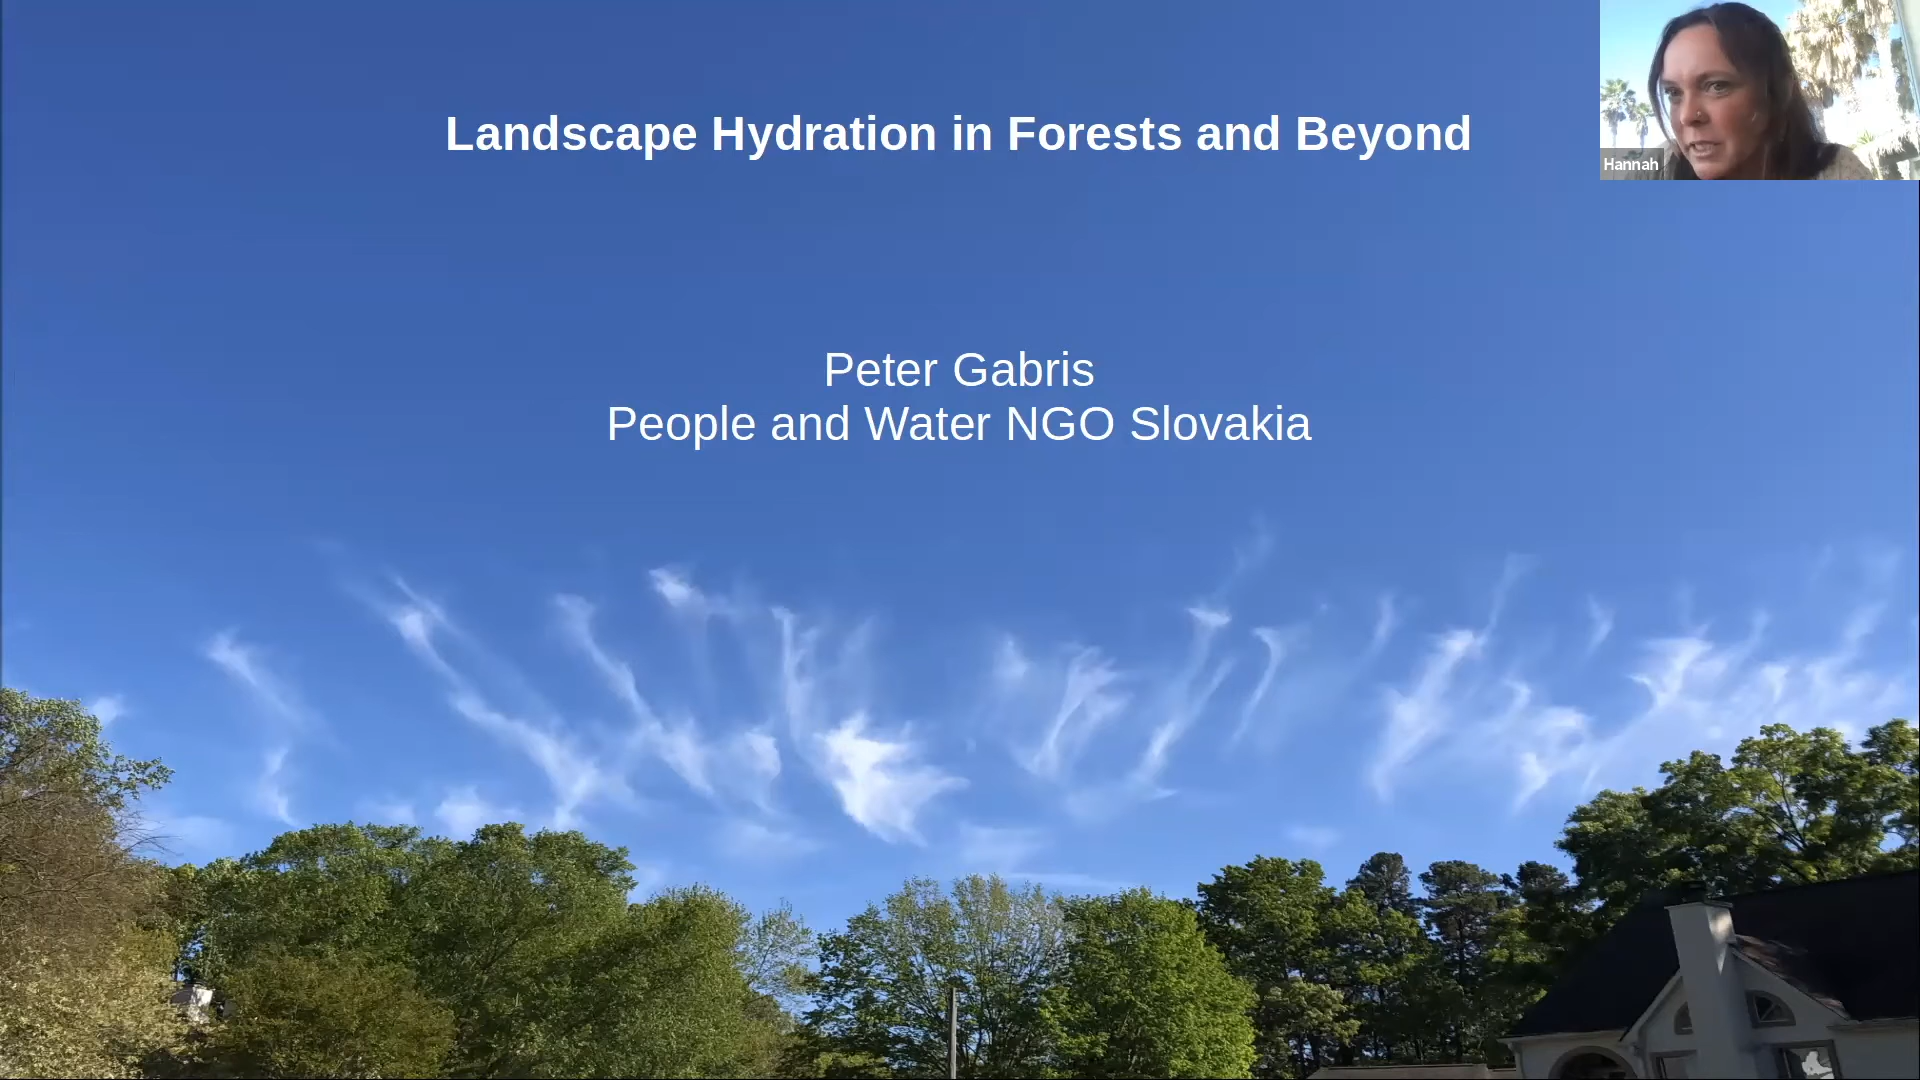 Landscape Hydration in Forests and Beyond
Hannah
Peter Gabris
People and Water NGO Slovakia